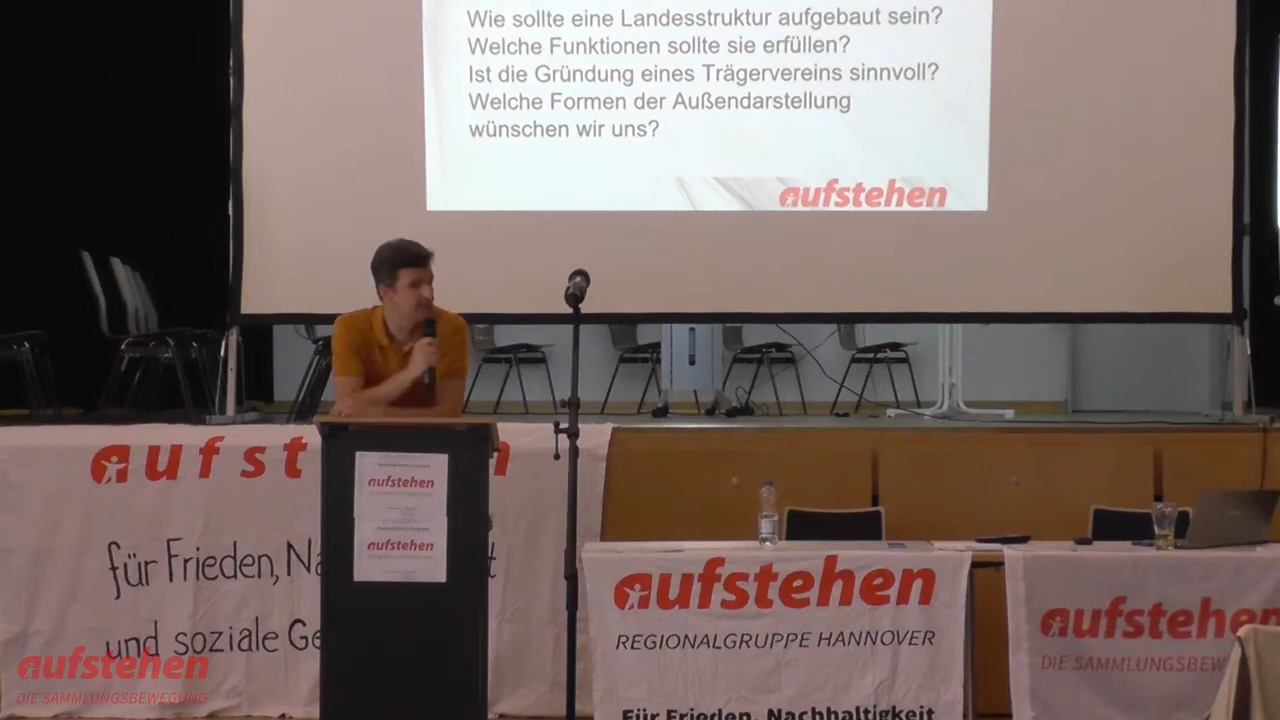 Wie sollte eine Landesstruktur aufgebaut sein?
Welche Funktionen sollte sie erfüllen?
Ist die Gründung eines Trägervereins sinnvoll?
Welche Formen der Außendarstellung
wünschen wir uns?
aufstehen
aufst n
für Frieden, Na t
und soziale Ge
aufstehen
aufstehen
aufstehen
REGIONALGRUPPE HANNOVER
Für Frieden, Nachhaltigkeit
aufstehen
DIE SAMMLUNGSBEW
aufstehen
DIE SAMMLUNGSBEWEGUNG